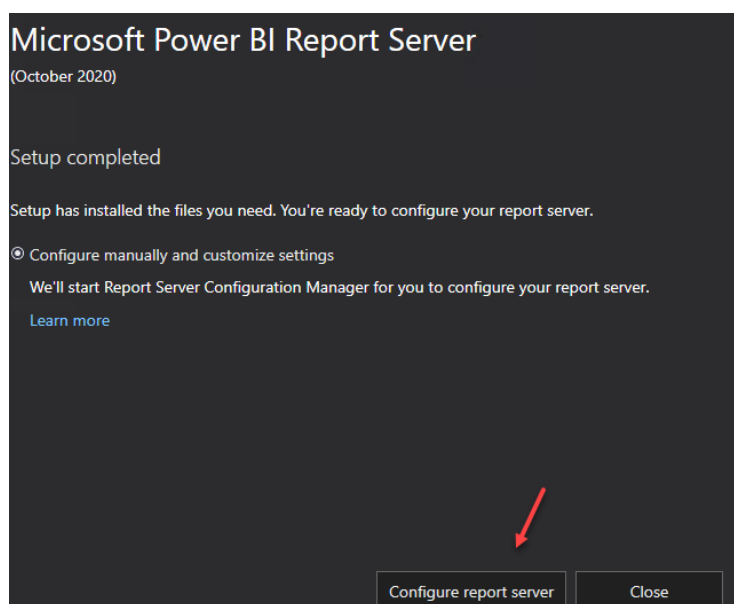 Microsoft Power BI Report Server
(October 2020)
Setup completed
Setup has installed the files you need. You're ready to configure your report server.
Configure manually and customize settings
We'll start Report Server Configuration Manager for you to configure your report server.
Learn more
Configure report server
Close